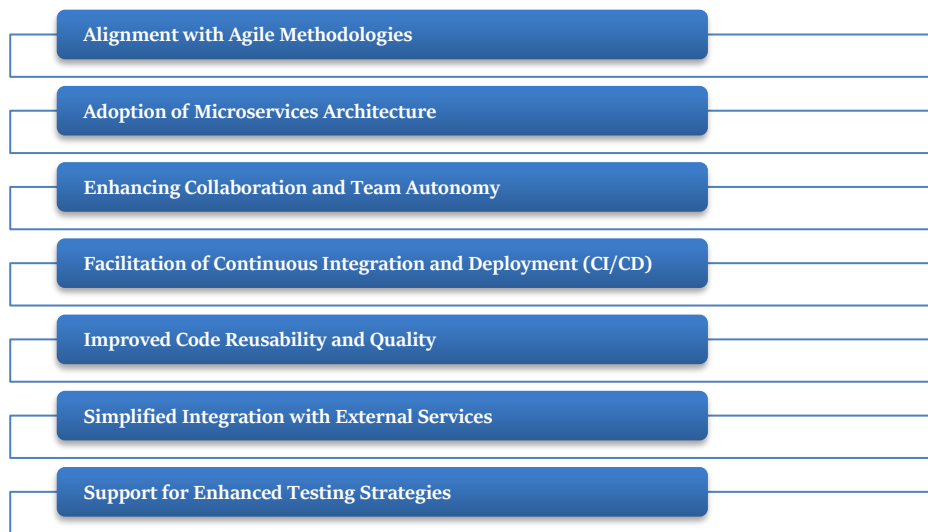 Alignment with Agile Methodologies
Adoption of Microservices Architecture
Enhancing Collaboration and Team Autonomy
Facilitation of Continuous Integration and Deployment (CI/CD)
Improved Code Reusability and Quality
Simplified Integration with External Services
Support for Enhanced Testing Strategies